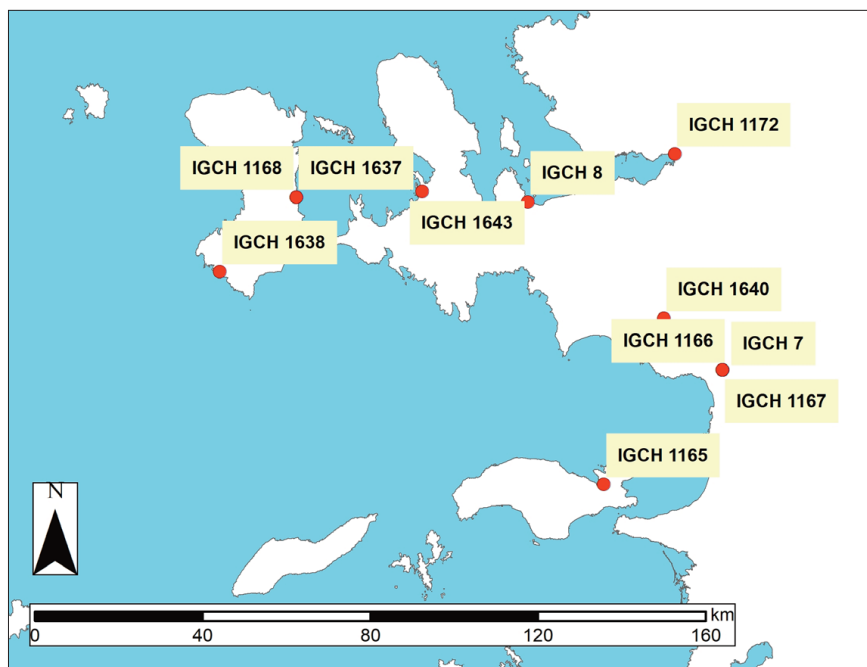 IGCH 1172
IGCH 1168
IGCH 1637
IGCH 8
IGCH 1643
IGCH 1638
IGCH 1640
IGCH 1166
IGCH 7
IGCH 1167
IGCH 1165
N
km
0 40 80 120 160